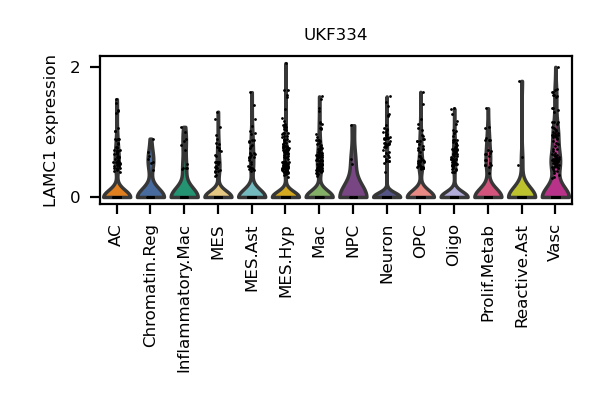 UKF334
LAMC1 expression
2
0
AC
Chromatin.Reg
Inflammatory.Mac
MES
MES.Ast
MES.Hyp
Mac
NPC
Neuron
OPC
Oligo
Prolif.Metab
Reactive.Ast
Vasc